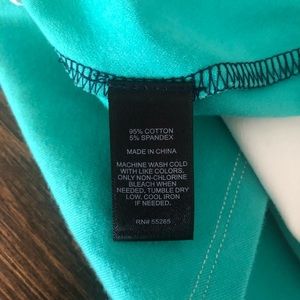 95% COTTON
5% SPANDEX
MADE IN CHINA
MACHINE WASH COLD
WITH LIKE COLORS.
ONLY NON-CHLORINE
BLEACH WHEN
NEEDED, TUMBLE DRY
LOW. COOL IRON
IF NEEDED.
RN# 55285